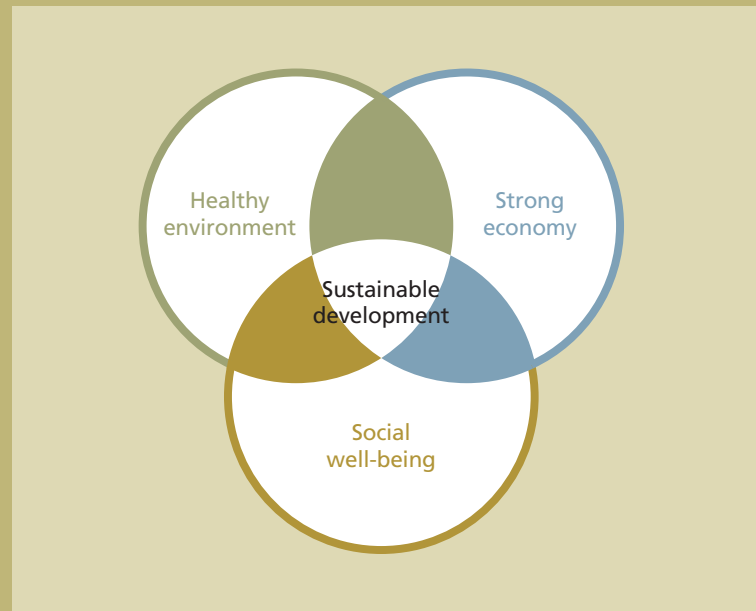 Healthy
environment
Strong
economy
Sustainable
development
Social
well-being